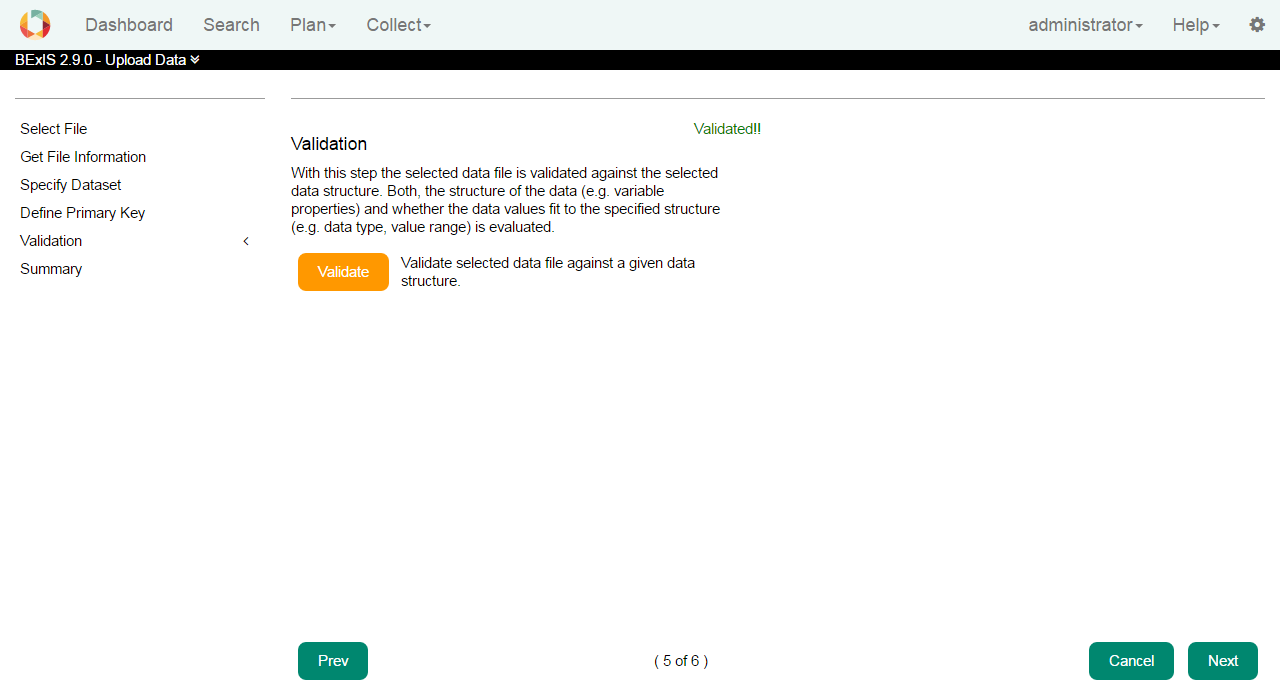 Dashboard Search Plan Collect administrator Help
BExIS 2.9.0 - Upload Data
Select File
Get File Information
Specify Dataset
Define Primary Key
Validation <
Summary
Validated!!
Validation
With this step the selected data file is validated against the selected
data structure. Both, the structure of the data (e.g. variable
properties) and whether the data values fit to the specified structure
(e.g. data type, value range) is evaluated.
Validate
Validate selected data file against a given data
structure.
Prev ( 5 of 6 ) Cancel Next